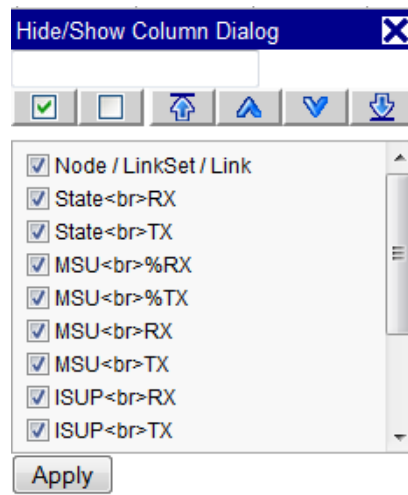 Hide/Show Column Dialog
Node / LinkSet / Link
State<br>RX
State<br>TX
MSU<br>%RX
MSU<br>%TX
MSU<br>RX
MSU<br>TX
ISUP<br>RX
ISUP<br>TX
Apply